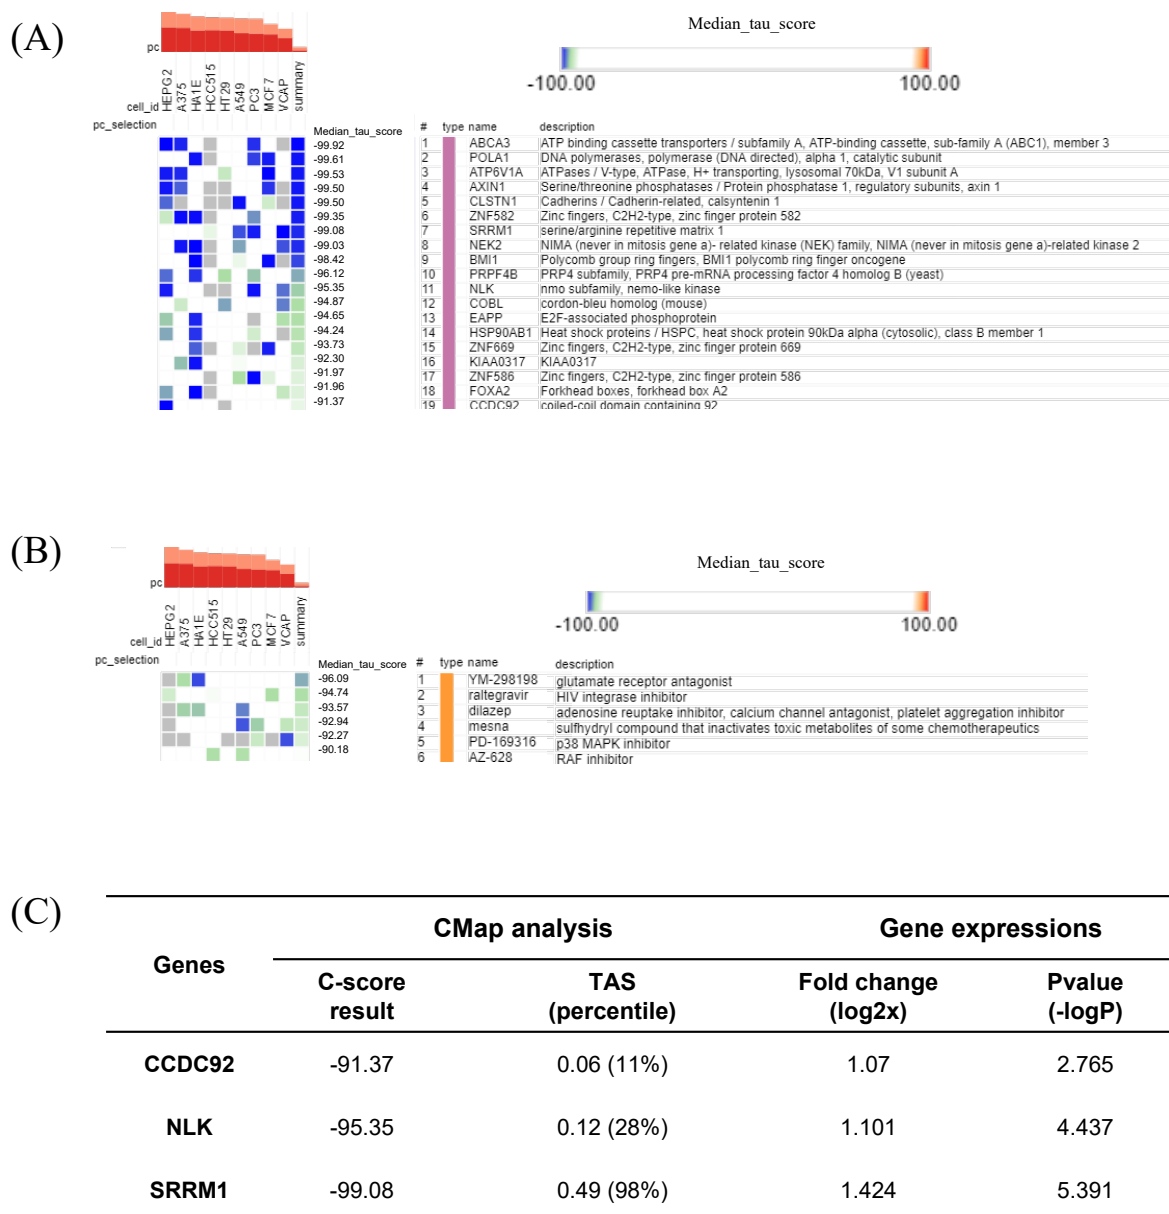 (A)
Median_tau_score
-100.00 100.00
pc
cell_id HEPG2 A375 HA1E HCC515 HT29 A549 PC3 MCF7 VCAP summary
pc_selection Median_tau_score # type name description
-99.92 1 ABCA3 ATP binding cassette transporters / subfamily A, ATP-binding cassette, sub-family A (ABC1), member 3
-99.61 2 POLA1 DNA polymerases, polymerase (DNA directed), alpha 1, catalytic subunit
-99.53 3 ATP6V1A ATPases / V-type, ATPase, H+ transporting, lysosomal 70kDa, V1 subunit A
-99.50 4 AXIN1 Serine/threonine phosphatases / Protein phosphatase 1, regulatory subunits, axin 1
-99.50 5 CLSTN1 Cadherins / Cadherin-related, calsyntenin 1
-99.35 6 ZNF582 Zinc fingers, C2H2-type, zinc finger protein 582
-99.08 7 SRRM1 serine/arginine repetitive matrix 1
-99.03 8 NEK2 NIMA (never in mitosis gene a)- related kinase (NEK) family, NIMA (never in mitosis gene a)-related kinase 2
-98.42 9 BMI1 Polycomb group ring fingers, BMI1 polycomb ring finger oncogene
-96.12 10 PRPF4B PRP4 subfamily, PRP4 pre-mRNA processing factor 4 homolog B (yeast)
-95.35 11 NLK nmo subfamily, nemo-like kinase
-94.87 12 COBL cordon-bleu homolog (mouse)
-94.65 13 EAPP E2F-associated phosphoprotein
-94.24 14 HSP90AB1 Heat shock proteins / HSPC, heat shock protein 90kDa alpha (cytosolic), class B member 1
-93.73 15 ZNF669 Zinc fingers, C2H2-type, zinc finger protein 669
-92.30 16 KIAA0317 KIAA0317
-91.97 17 ZNF586 Zinc fingers, C2H2-type, zinc finger protein 586
-91.96 18 FOXA2 Forkhead boxes, forkhead box A2
-91.37 19 CCDC92 coiled-coil domain containing 92
(B)
Median_tau_score
-100.00 100.00
pc
cell_id HEPG2 A375 HA1E HCC515 HT29 A549 PC3 MCF7 VCAP summary
pc_selection Median_tau_score # type name description
-96.09 1 YM-298198 glutamate receptor antagonist
-94.74 2 raltegravir HIV integrase inhibitor
-93.57 3 dilazep adenosine reuptake inhibitor, calcium channel antagonist, platelet aggregation inhibitor
-92.94 4 mesna sulfhydryl compound that inactivates toxic metabolites of some chemotherapeutics
-92.27 5 PD-169316 p38 MAPK inhibitor
-90.18 6 AZ-628 RAF inhibitor
(C)
Genes CMap analysis Gene expressions
C-score result TAS (percentile) Fold change (log2x) Pvalue (-logP)
CCDC92 -91.37 0.06 (11%) 1.07 2.765
NLK -95.35 0.12 (28%) 1.101 4.437
SRRM1 -99.08 0.49 (98%) 1.424 5.391